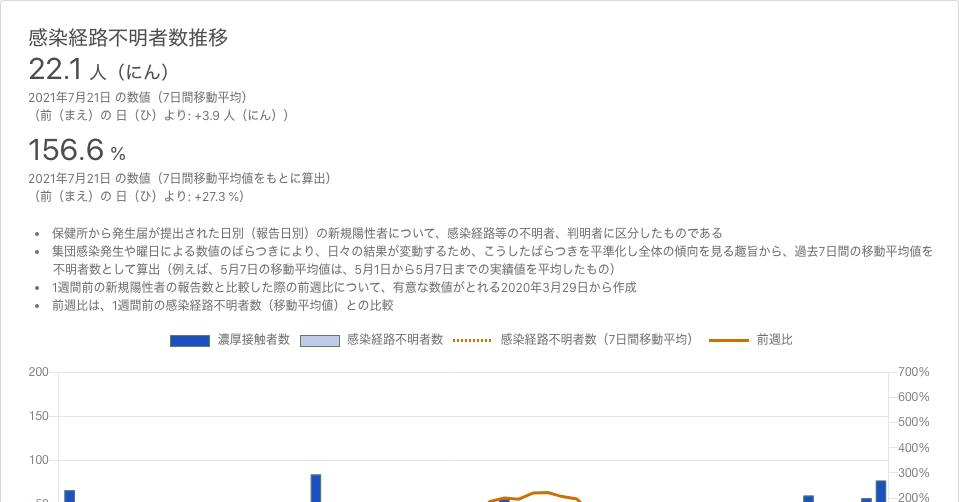 感染経路不明者数推移
22.1 人（にん）
2021年7月21日 の数値（7日間移動平均）
（前（まえ）の 日（ひ）より: +3.9 人（にん））
156.6 %
2021年7月21日 の数値（7日間移動平均値をもとに算出）
（前（まえ）の 日（ひ）より: +27.3 %）
• 保健所から発生届が提出された日別（報告日別）の新規陽性者について、感染経路等の不明者、判明者に区分したものである
• 集団感染発生や曜日による数値のばらつきにより、日々の結果が変動するため、こうしたばらつきを平準化し全体の傾向を見る趣旨から、過去7日間の移動平均値を
不明者数として算出（例えば、5月7日の移動平均値は、5月1日から5月7日までの実績値を平均したもの）
• 1週間前の新規陽性者の報告数と比較した際の前週比について、有意な数値がとれる2020年3月29日から作成
• 前週比は、1週間前の感染経路不明者数（移動平均値）との比較
濃厚接触者数 感染経路不明者数 感染経路不明者数（7日間移動平均） 前週比
200 700%
600%
150 500%
400%
100 300%
200%